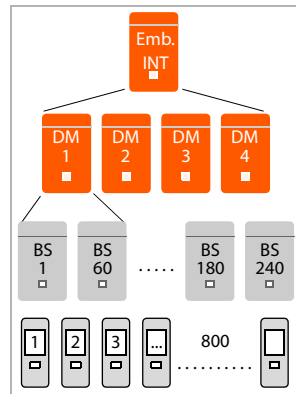 Emb.
INT
DM DM DM DM
1 2 3 4
BS BS BS BS
1 60 ..... 180 240
1 2 3 ... 800
..........